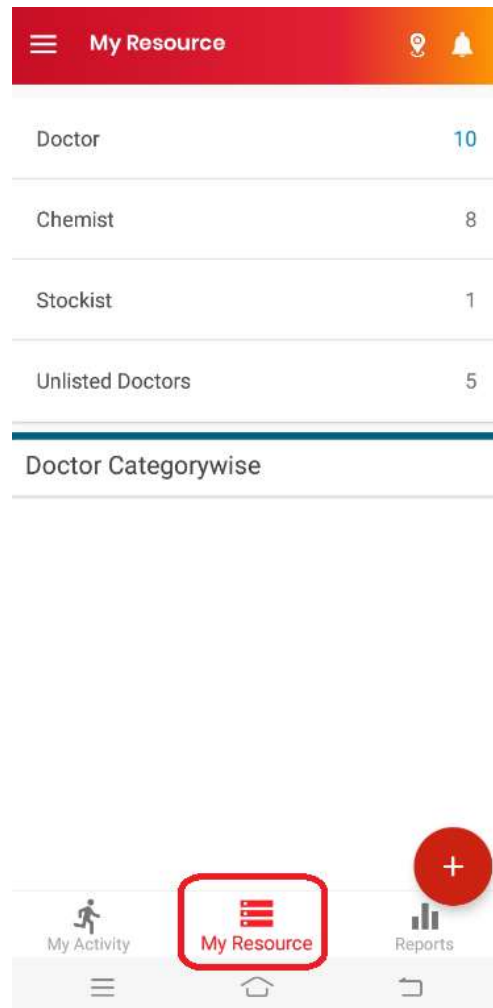 My Resource
Doctor 10
Chemist 8
Stockist 1
Unlisted Doctors 5
Doctor Categorywise
+
My Activity My Resource Reports